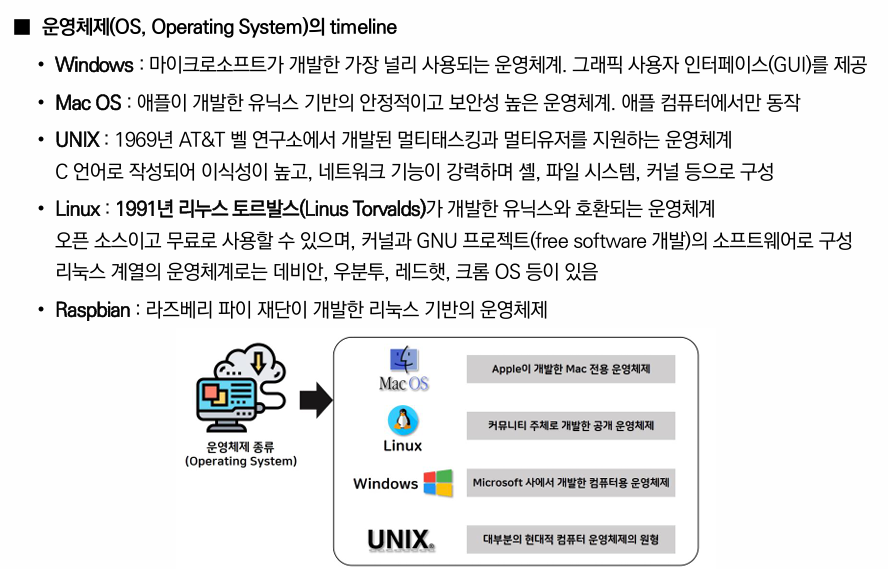 ■ 운영체제(OS, Operating System)의 timeline
• Windows : 마이크로소프트가 개발한 가장 널리 사용되는 운영체계. 그래픽 사용자 인터페이스(GUI)를 제공
• Mac OS : 애플이 개발한 유닉스 기반의 안정적이고 보안성 높은 운영체계. 애플 컴퓨터에서만 동작
• UNIX : 1969년 AT&T 벨 연구소에서 개발된 멀티태스킹과 멀티유저를 지원하는 운영체계
C 언어로 작성되어 이식성이 높고, 네트워크 기능이 강력하며 셸, 파일 시스템, 커널 등으로 구성
• Linux : 1991년 리누스 토르발스(Linus Torvalds)가 개발한 유닉스와 호환되는 운영체계
오픈 소스이고 무료로 사용할 수 있으며, 커널과 GNU 프로젝트(free software 개발)의 소프트웨어로 구성
리눅스 계열의 운영체계로는 데비안, 우분투, 레드햇, 크롬 OS 등이 있음
• Raspbian : 라즈베리 파이 재단이 개발한 리눅스 기반의 운영체제
운영체제 종류
(Operating System)
Mac OS
Apple이 개발한 Mac 전용 운영체제
Linux
커뮤니티 주체로 개발한 공개 운영체제
Windows
Microsoft 사에서 개발한 컴퓨터용 운영체제
UNIX®
대부분의 현대적 컴퓨터 운영체제의 원형